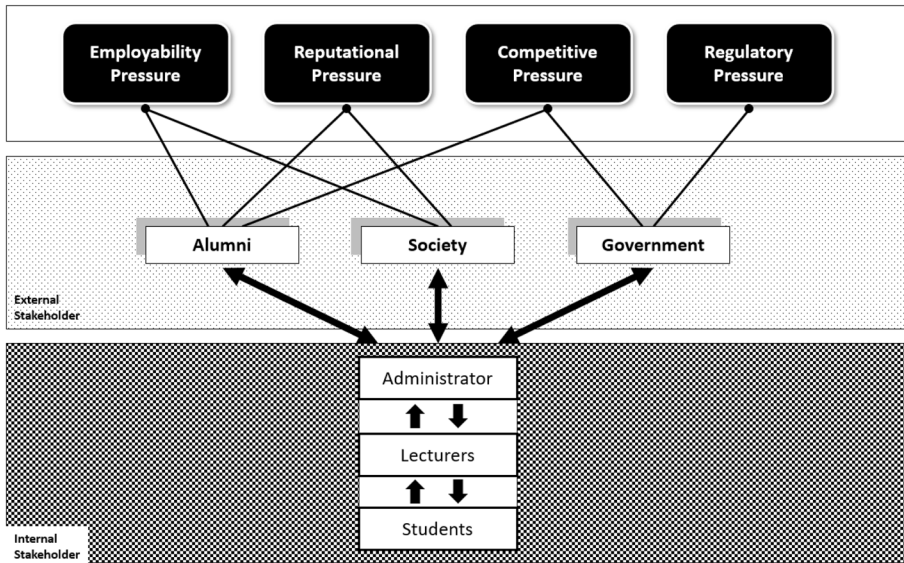 Employability
Pressure
Reputational
Pressure
Competitive
Pressure
Regulatory
Pressure
Alumni
Society
Government
External
Stakeholder
Administrator
Lecturers
Students
Internal
Stakeholder